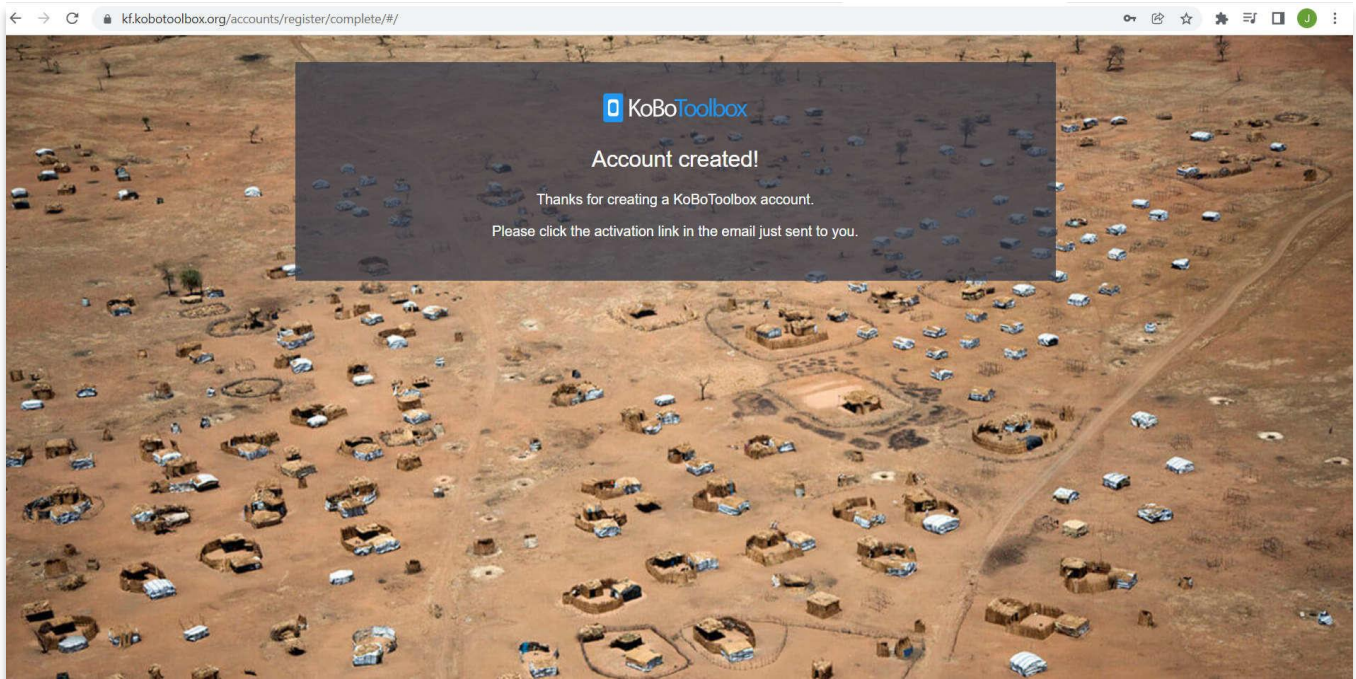 kf.kobotoolbox.org/accounts/register/complete/#/
J
KoBoToolbox
Account created!
Thanks for creating a KoBoToolbox account.
Please click the activation link in the email just sent to you.